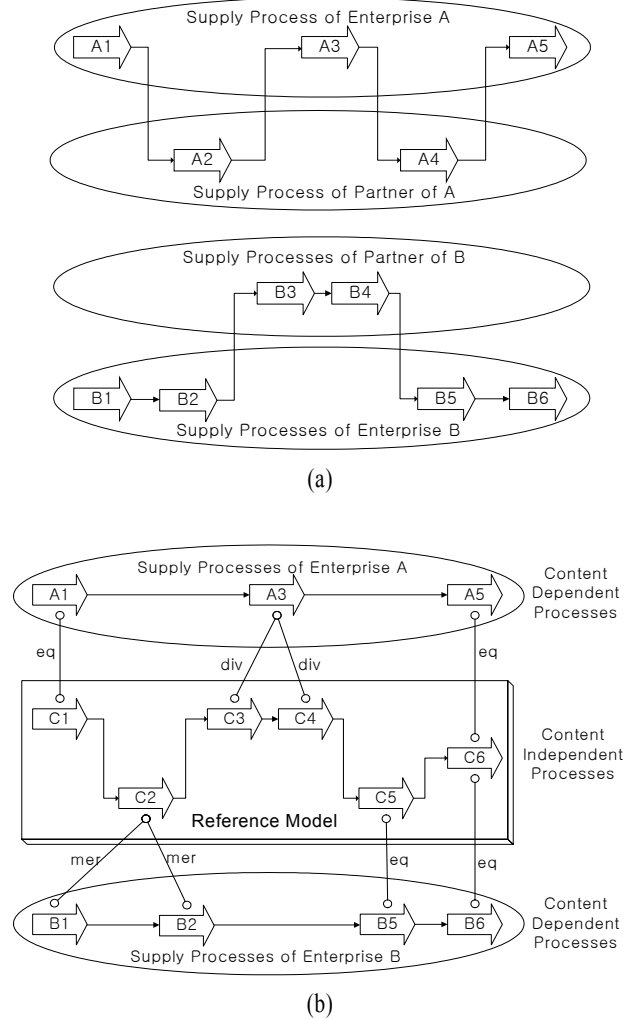 Supply Process of Enterprise A
A1
A3
A5
A2
A4
Supply Process of Partner of A
Supply Processes of Partner of B
B3
B4
B1
B2
B5
B6
Supply Processes of Enterprise B
(a)
Supply Processes of Enterprise A
A1
A3
A5
Content
Dependent
Processes
eq
div
div
eq
C1
C3
C4
C6
Content
Independent
Processes
C2
C5
Reference Model
mer
mer
eq
eq
B1
B2
B5
B6
Content
Dependent
Processes
Supply Processes of Enterprise B
(b)